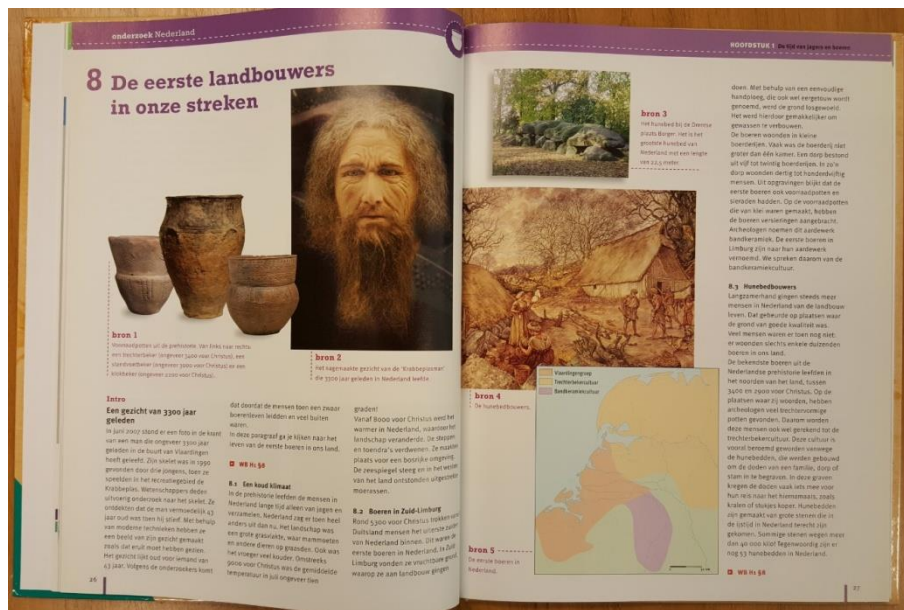 onderzoek Nederland
8 De eerste landbouwers
in onze streken
bron 1
Voorraadpotten uit de prehistorie. Van links naar rechts:
een trechterbeker (ongeveer 3400 voor Christus), een
standvoetbeker (ongeveer 3000 voor Christus) en een
klokbeker (ongeveer 2200 voor Christus).
bron 2
Het nagemaakte gezicht van de 'Krabbeplasman'
die 3300 jaar geleden in Nederland leefde.
Intro
Een gezicht van 3300 jaar
geleden
In juni 2007 stond er een foto in de krant
van een man die ongeveer 3300 jaar
geleden in de buurt van Vlaardingen
heeft geleefd. Zijn skelet was in 1990
gevonden door drie jongens, toen ze
speelden in het recreatiegebied de
Krabbeplas. Wetenschappers deden
uitvoerig onderzoek naar het skelet. Ze
ontdekten dat de man vermoedelijk 43
jaar oud was toen hij stierf. Met behulp
van moderne technieken hebben ze
een beeld van zijn gezicht gemaakt
zoals dat eruit moet hebben gezien.
Het gezicht lijkt oud voor iemand van
43 jaar. Volgens de onderzoekers komt
dat doordat de mensen toen een zwaar
boerenleven leidden en veel buiten
waren.
In deze paragraaf ga je kijken naar het
leven van de eerste boeren in ons land.
WB H1 §8
8.1 Een koud klimaat
In de prehistorie leefden de mensen in
Nederland lange tijd alleen van jagen en
verzamelen. Nederland zag er toen heel
anders uit dan nu. Het landschap was
een grote grasvlakte, waar mammoeten
en andere dieren op graasden. Ook was
het vroeger veel kouder. Omstreeks
9000 voor Christus was de gemiddelde
temperatuur in juli ongeveer tien
graden!
Vanaf 8000 voor Christus werd het
warmer in Nederland, waardoor het
landschap veranderde. De steppen
en toendra's verdwenen. Ze maakten
plaats voor een bosrijke omgeving.
De zeespiegel steeg en in het westen
van het land ontstonden uitgestrekte
moerassen.
8.2 Boeren in Zuid-Limburg
Rond 5300 voor Christus trokken vanuit
Duitsland mensen het uiterste zuiden
van Nederland binnen. Dit waren de
eerste boeren in Nederland. In Zuid-
Limburg vonden ze vruchtbare grond,
waarop ze aan landbouw gingen
26
HOOFDSTUK 1 De tijd van jagers en boeren
bron 3
Het hunebed bij de Drentse
plaats Borger. Het is het
grootste hunebed van
Nederland met een lengte
van 22,5 meter.
bron 4
De hunebedbouwers.
Vlaardingengroep
Trechterbekercultuur
Bandkeramiekcultuur
bron 5
De eerste boeren in
Nederland.
doen. Met behulp van een eenvoudige
handploeg, die ook wel eergetouw wordt
genoemd, werd de grond losgewoeld.
Het werd hierdoor gemakkelijker om
gewassen te verbouwen.
De boeren woonden in kleine
boerderijen. Vaak was de boerderij niet
groter dan één kamer. Een dorp bestond
uit vijf tot twintig boerderijen. In zo'n
dorp woonden dertig tot honderdvijftig
mensen. Uit opgravingen blijkt dat de
eerste boeren ook voorraadpotten en
sieraden hadden. Op de voorraadpotten
die van klei waren gemaakt, hebben
de boeren versieringen aangebracht.
Archeologen noemen dit aardewerk
bandkeramiek. De eerste boeren in
Limburg zijn naar hun aardewerk
vernoemd. We spreken daarom van de
bandkeramiekcultuur.
8.3 Hunebedbouwers
Langzamerhand gingen steeds meer
mensen in Nederland van de landbouw
leven. Dat gebeurde op plaatsen waar
de grond van goede kwaliteit was.
Veel mensen waren er toen nog niet:
er woonden slechts enkele duizenden
boeren in ons land.
De bekendste boeren uit de
Nederlandse prehistorie leefden in
het noorden van het land, tussen
3400 en 2900 voor Christus. Op de
plaatsen waar zij woonden, hebben
archeologen veel trechtervormige
potten gevonden. Daarom worden
deze mensen ook wel gerekend tot de
trechterbekercultuur. Deze cultuur is
vooral beroemd geworden vanwege
de hunebedden, die werden gebouwd
om de doden van een familie, dorp of
stam in te begraven. In deze graven
kregen de doden vaak iets mee voor
hun reis naar het hiernamaals, zoals
kralen of stukjes koper. Hunebedden
zijn gemaakt van grote stenen die in
de ijstijd in Nederland terecht zijn
gekomen. Sommige stenen wegen meer
dan 40 000 kilo! Tegenwoordig zijn er
nog 53 hunebedden in Nederland.
WB H1 §8
27